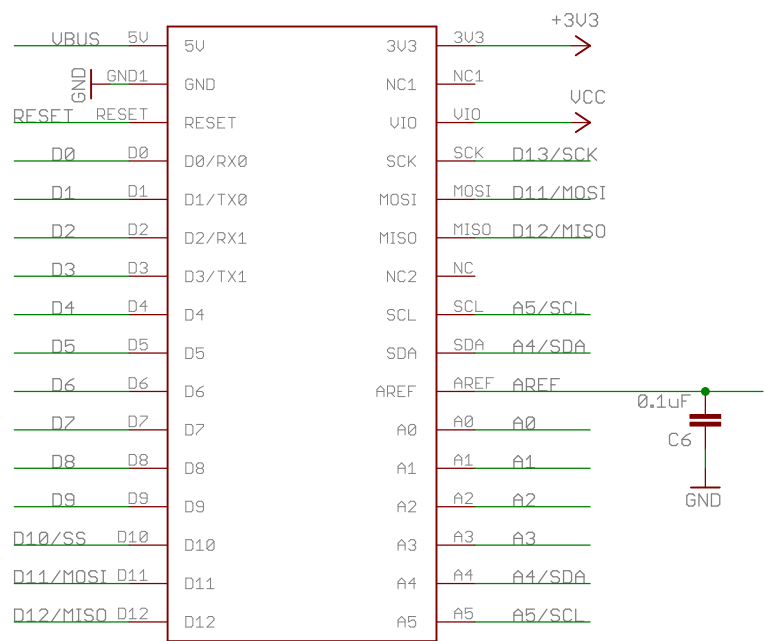 +3V3
VBUS 5V 5V 3V3 3V3
GND GND1 GND NC1 NC1
VCC
RESET RESET RESET VIO VIO
D0 D0 D0/RX0 SCK SCK D13/SCK
D1 D1 D1/TX0 MOSI MOSI D11/MOSI
D2 D2 D2/RX1 MISO MISO D12/MISO
D3 D3 D3/TX1 NC2 NC
D4 D4 D4 SCL SCL A5/SCL
D5 D5 D5 SDA SDA A4/SDA
D6 D6 D6 AREF AREF AREF
0.1uF
D7 D7 D7 A0 A0 A0
C6
D8 D8 D8 A1 A1 A1
D9 D9 D9 A2 A2 A2
GND
D10/SS D10 D10 A3 A3 A3
D11/MOSI D11 D11 A4 A4 A4/SDA
D12/MISO D12 D12 A5 A5 A5/SCL